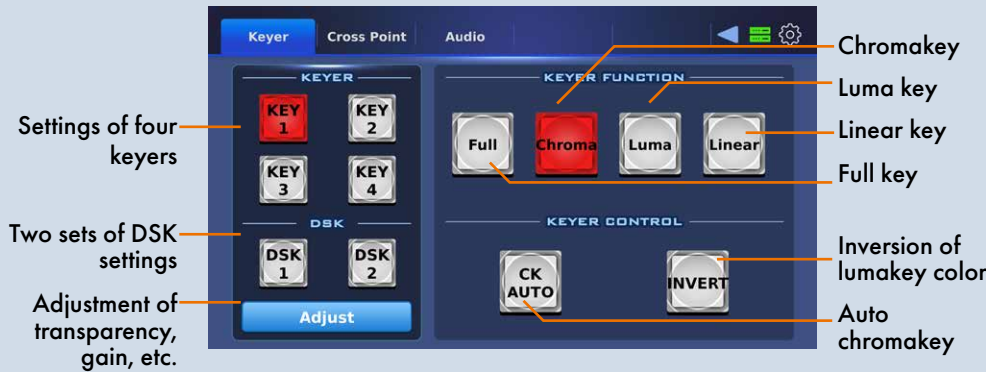 Keyer
Cross Point
Audio
KEYER
KEY 1
KEY 2
KEY 3
KEY 4
DSK
DSK 1
DSK 2
Adjust
KEYER FUNCTION
Full
Chroma
Luma
Linear
KEYER CONTROL
CK AUTO
INVERT
Settings of four
keyers
Two sets of DSK
settings
Adjustment of
transparency,
gain, etc.
Chromakey
Luma key
Linear key
Full key
Inversion of
lumakey color
Auto
chromakey